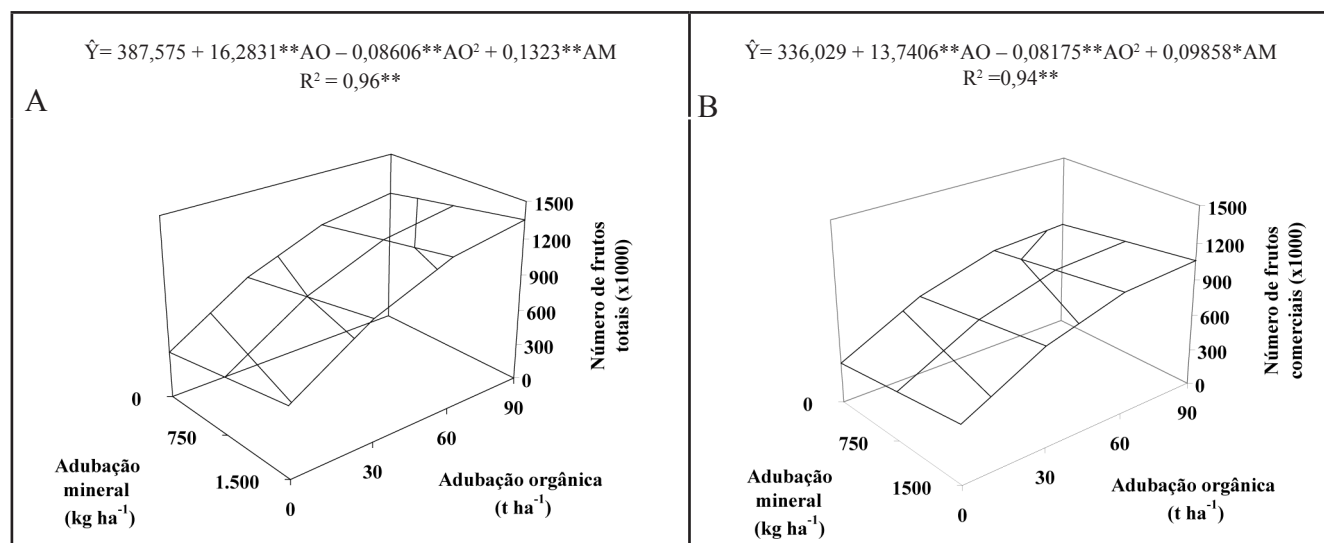 Ŷ= 387,575 + 16,2831**AO – 0,08606**AO² + 0,1323**AM
R² = 0,96**
A
1500
1200
900
600
300
0
Número de frutos
totais (x1000)
0
750
1.500
Adubação
mineral
(kg ha⁻¹)
0
30
60
90
Adubação orgânica
(t ha⁻¹)
Ŷ= 336,029 + 13,7406**AO – 0,08175**AO² + 0,09858*AM
R² =0,94**
B
1500
1200
900
600
300
0
Número de frutos
comerciais (x1000)
0
750
1500
Adubação
mineral
(kg ha⁻¹)
0
30
60
90
Adubação orgânica
(t ha⁻¹)